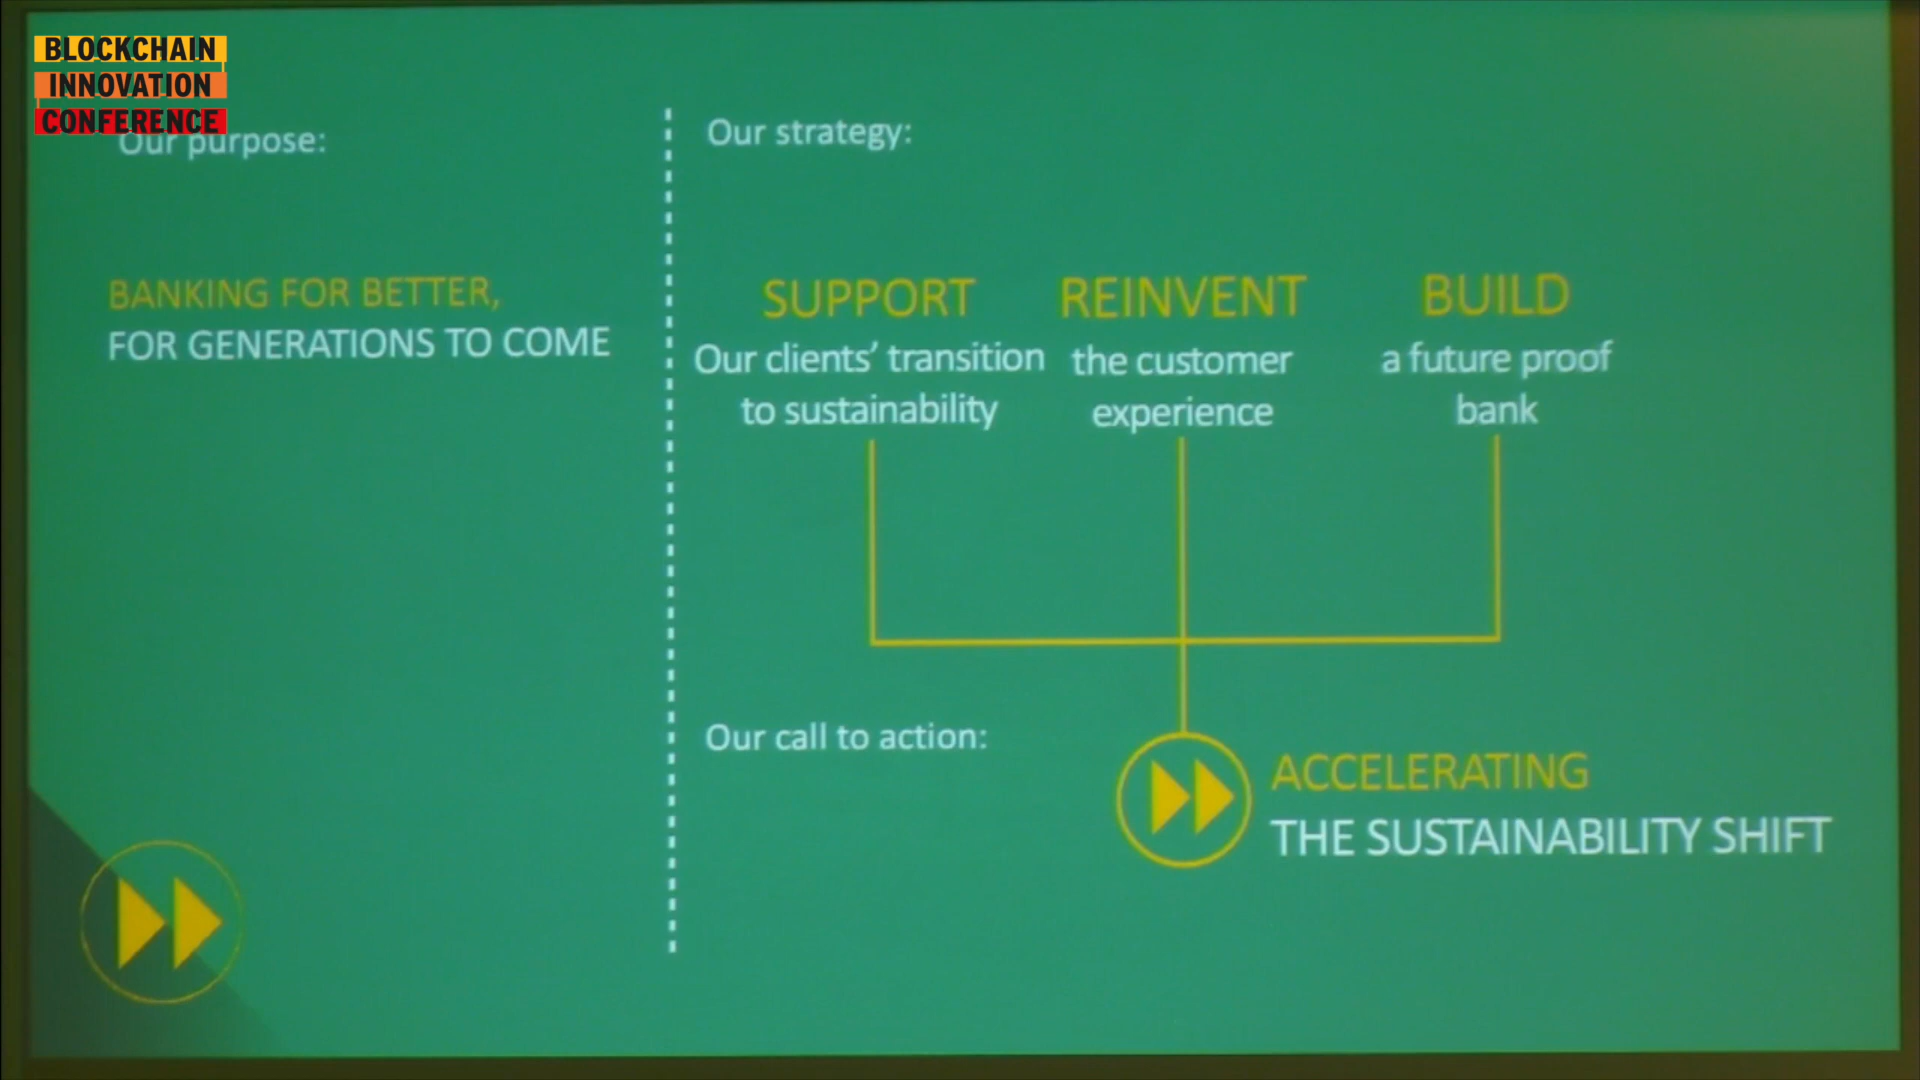 BLOCKCHAIN
INNOVATION
CONFERENCE
Our purpose:
BANKING FOR BETTER,
FOR GENERATIONS TO COME
Our strategy:
SUPPORT
Our clients’ transition
to sustainability
REINVENT
the customer
experience
BUILD
a future proof
bank
Our call to action:
ACCELERATING
THE SUSTAINABILITY SHIFT